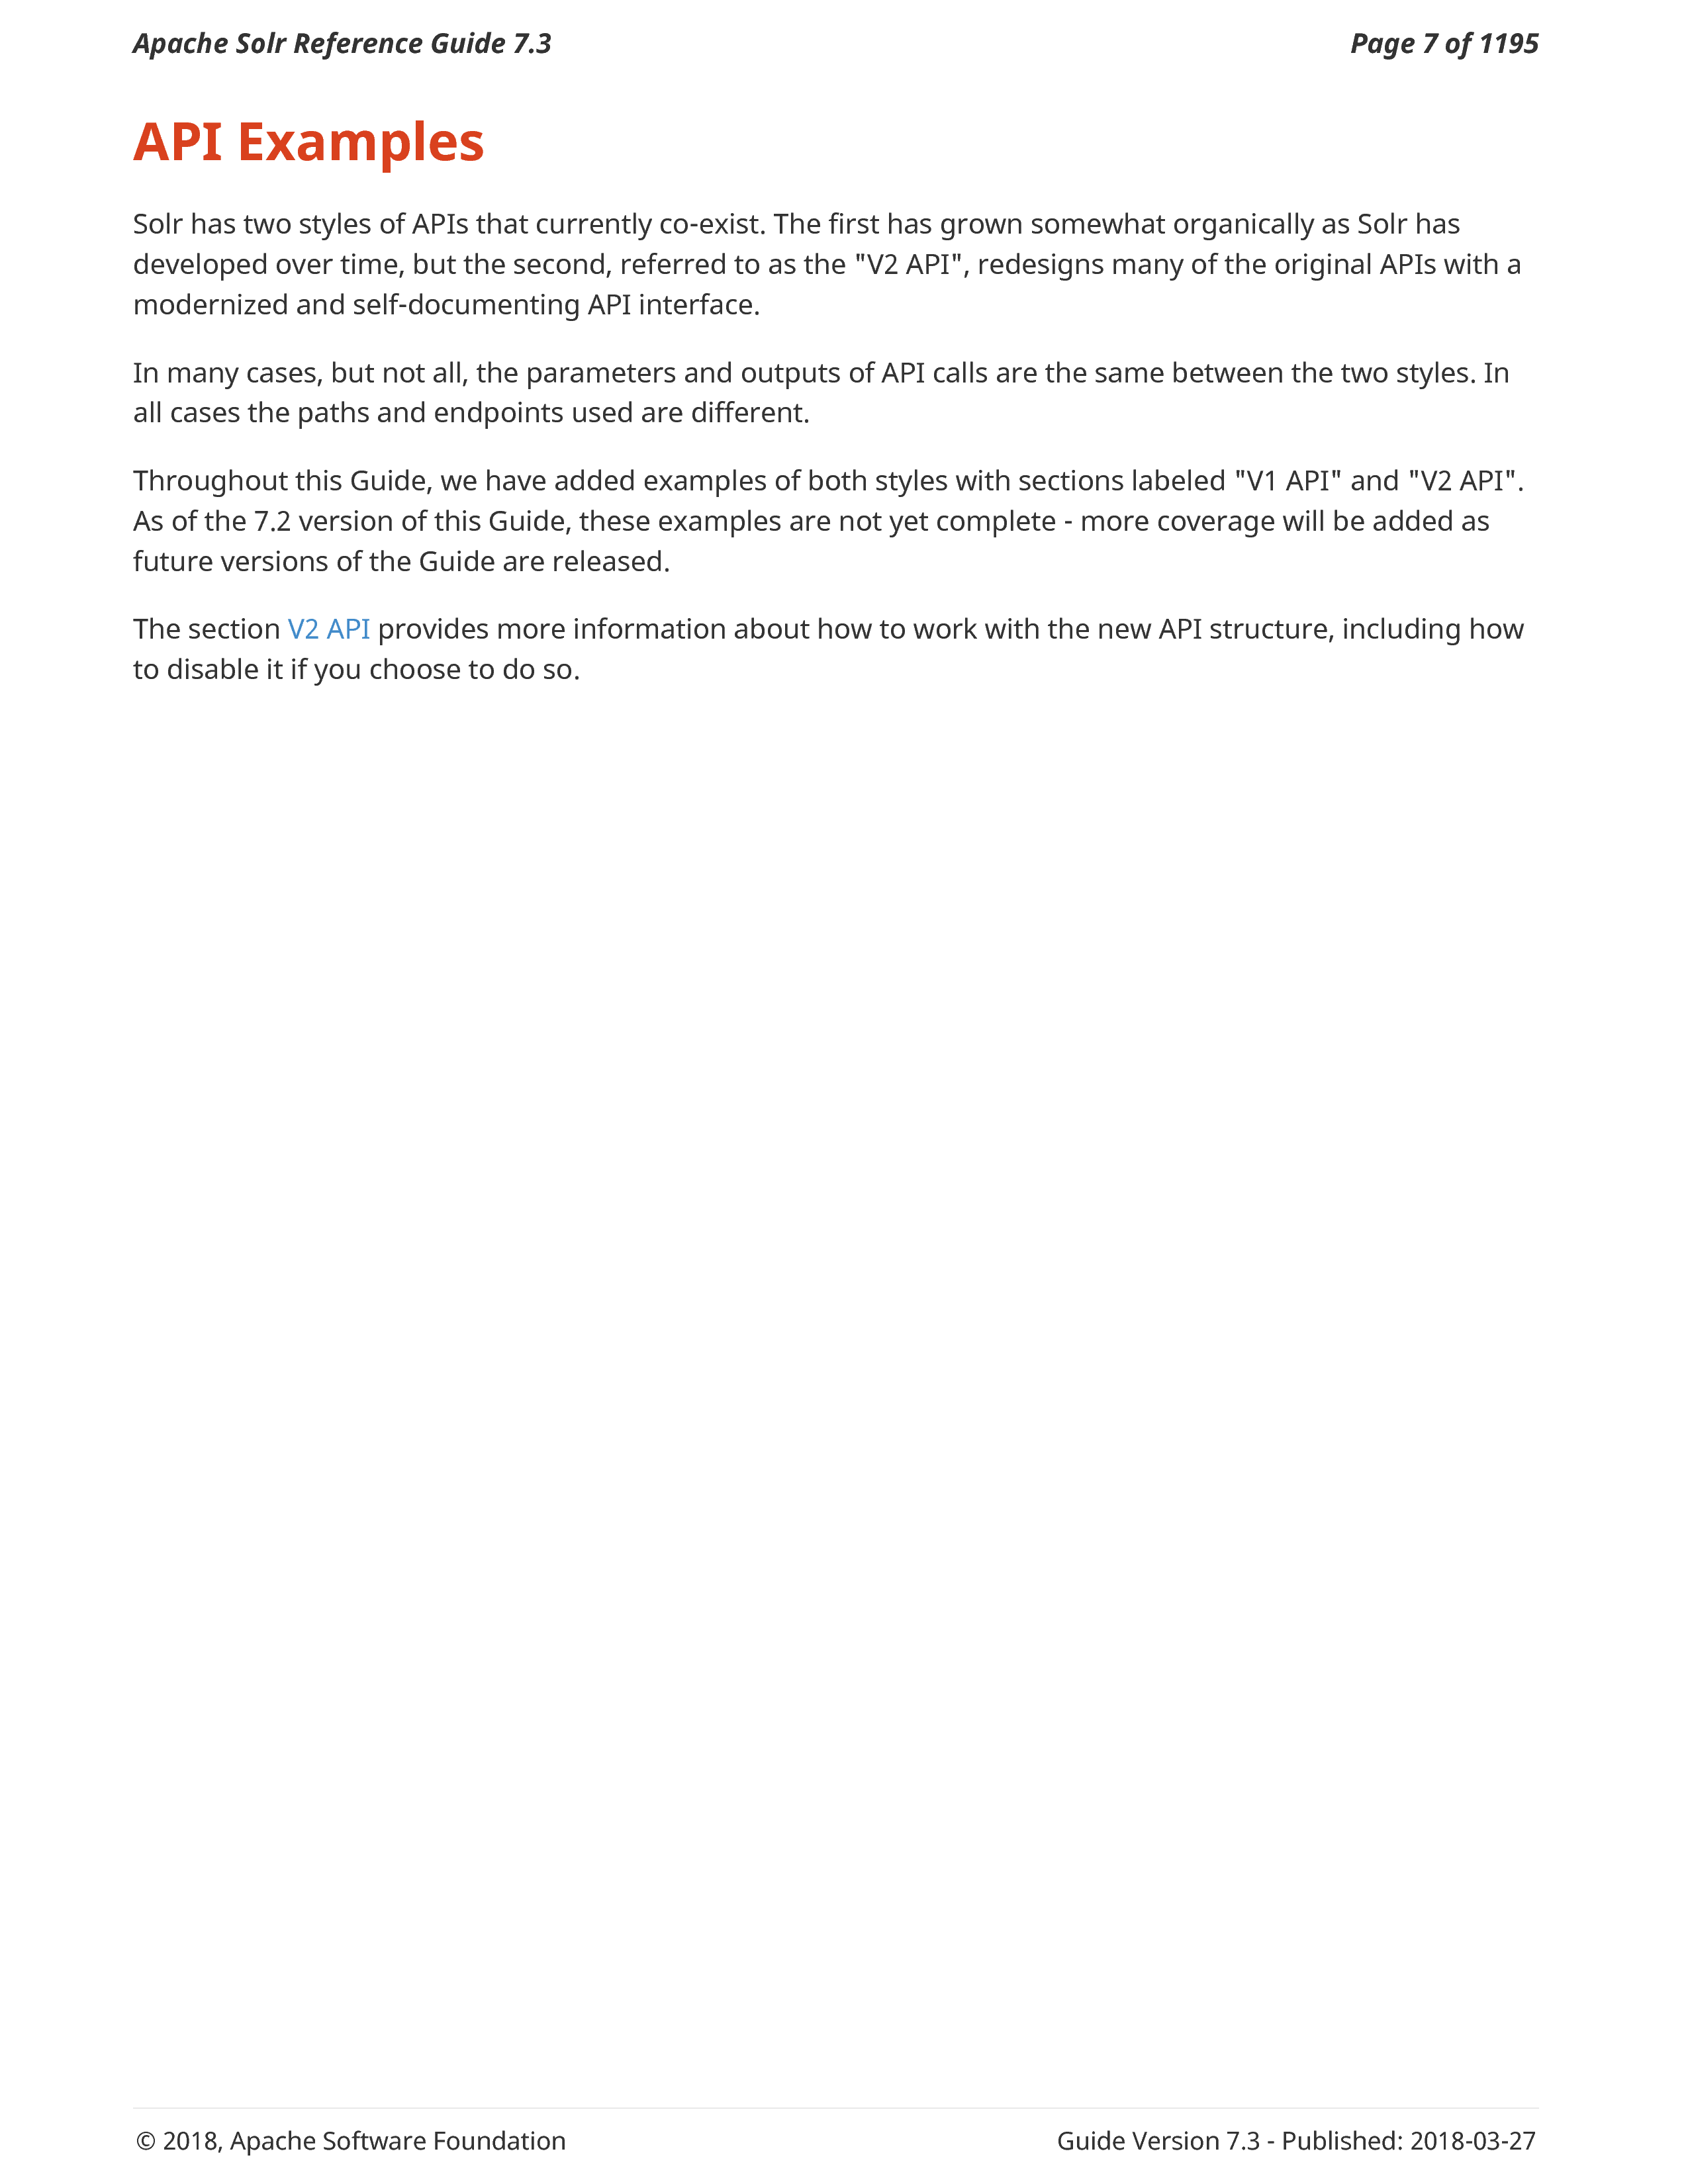 Apache Solr Reference Guide 7.3 Page 7 of 1195
API Examples
Solr has two styles of APIs that currently co-exist. The first has grown somewhat organically as Solr has
developed over time, but the second, referred to as the "V2 API", redesigns many of the original APIs with a
modernized and self-documenting API interface.
In many cases, but not all, the parameters and outputs of API calls are the same between the two styles. In
all cases the paths and endpoints used are different.
Throughout this Guide, we have added examples of both styles with sections labeled "V1 API" and "V2 API".
As of the 7.2 version of this Guide, these examples are not yet complete - more coverage will be added as
future versions of the Guide are released.
The section V2 API provides more information about how to work with the new API structure, including how
to disable it if you choose to do so.
© 2018, Apache Software Foundation Guide Version 7.3 - Published: 2018-03-27